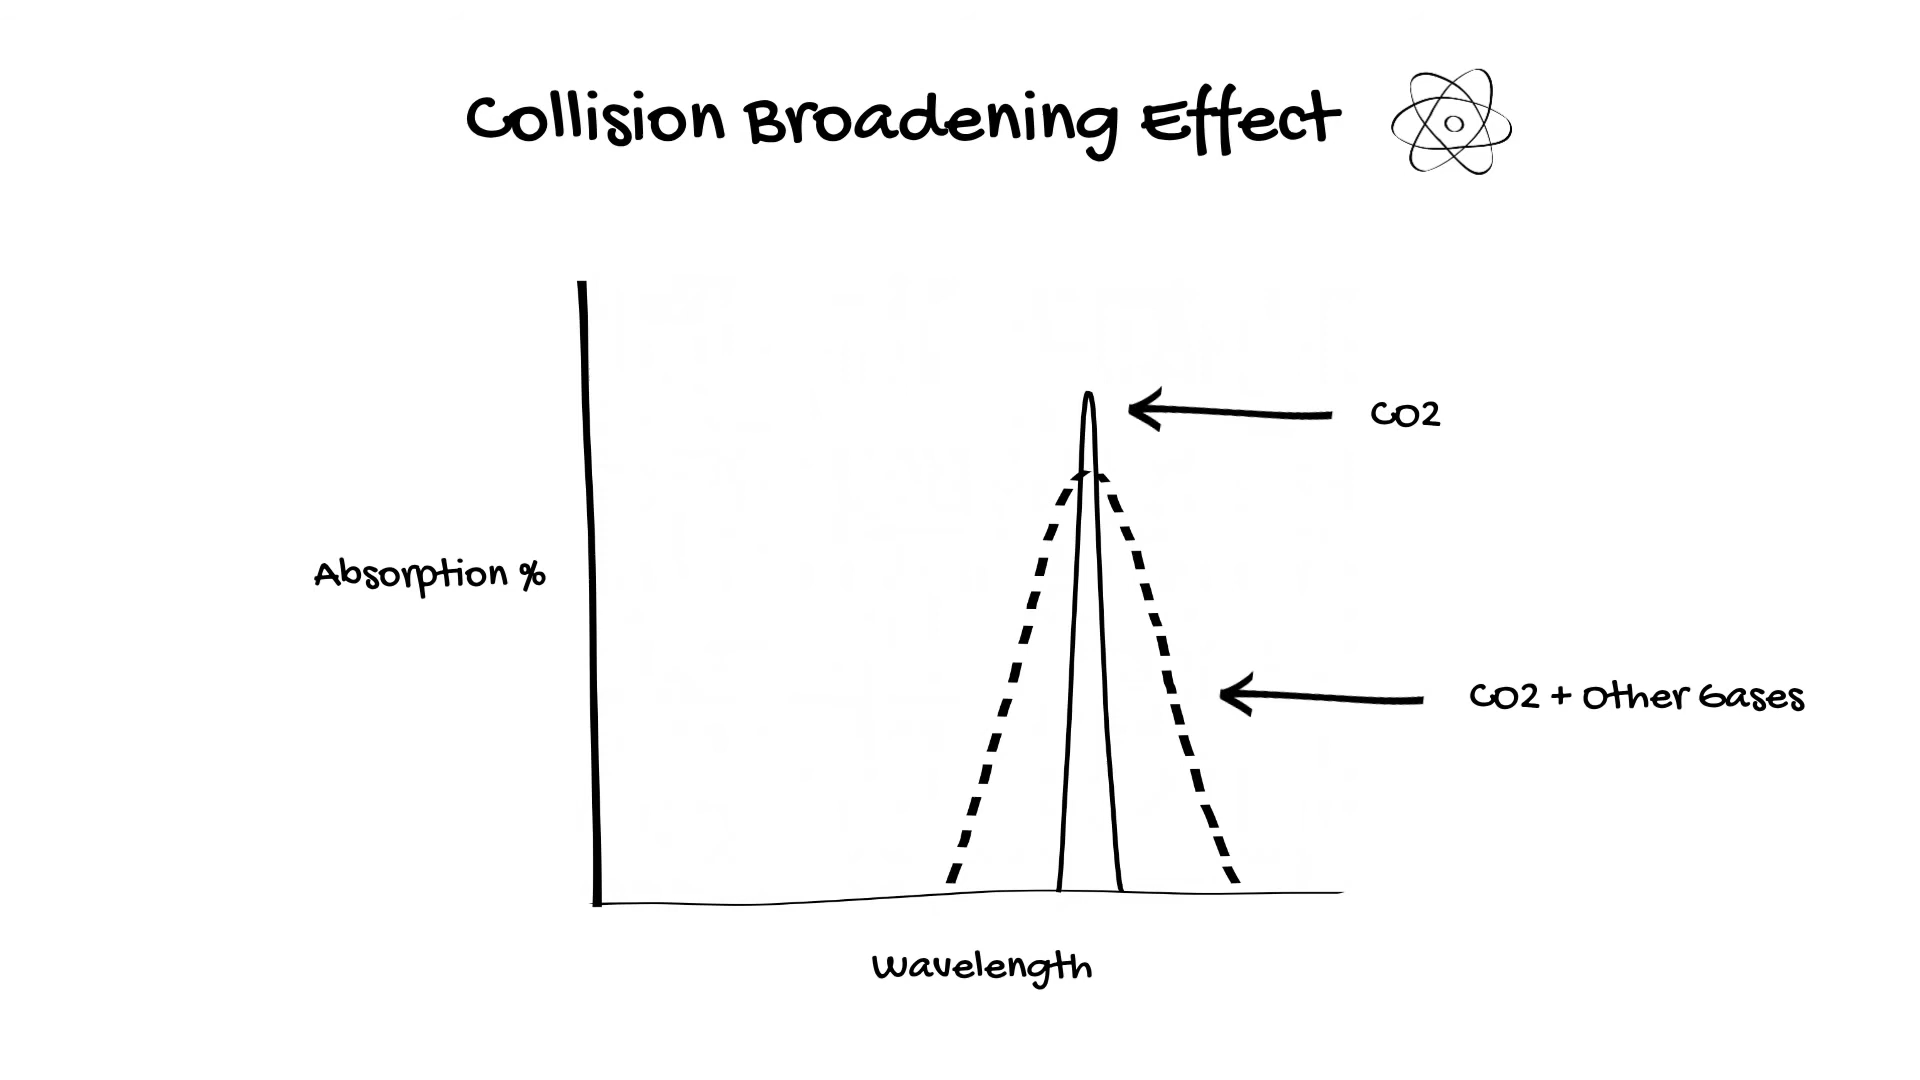 Collision Broadening Effect
CO2
Absorption %
CO2 + Other Gases
Wavelength